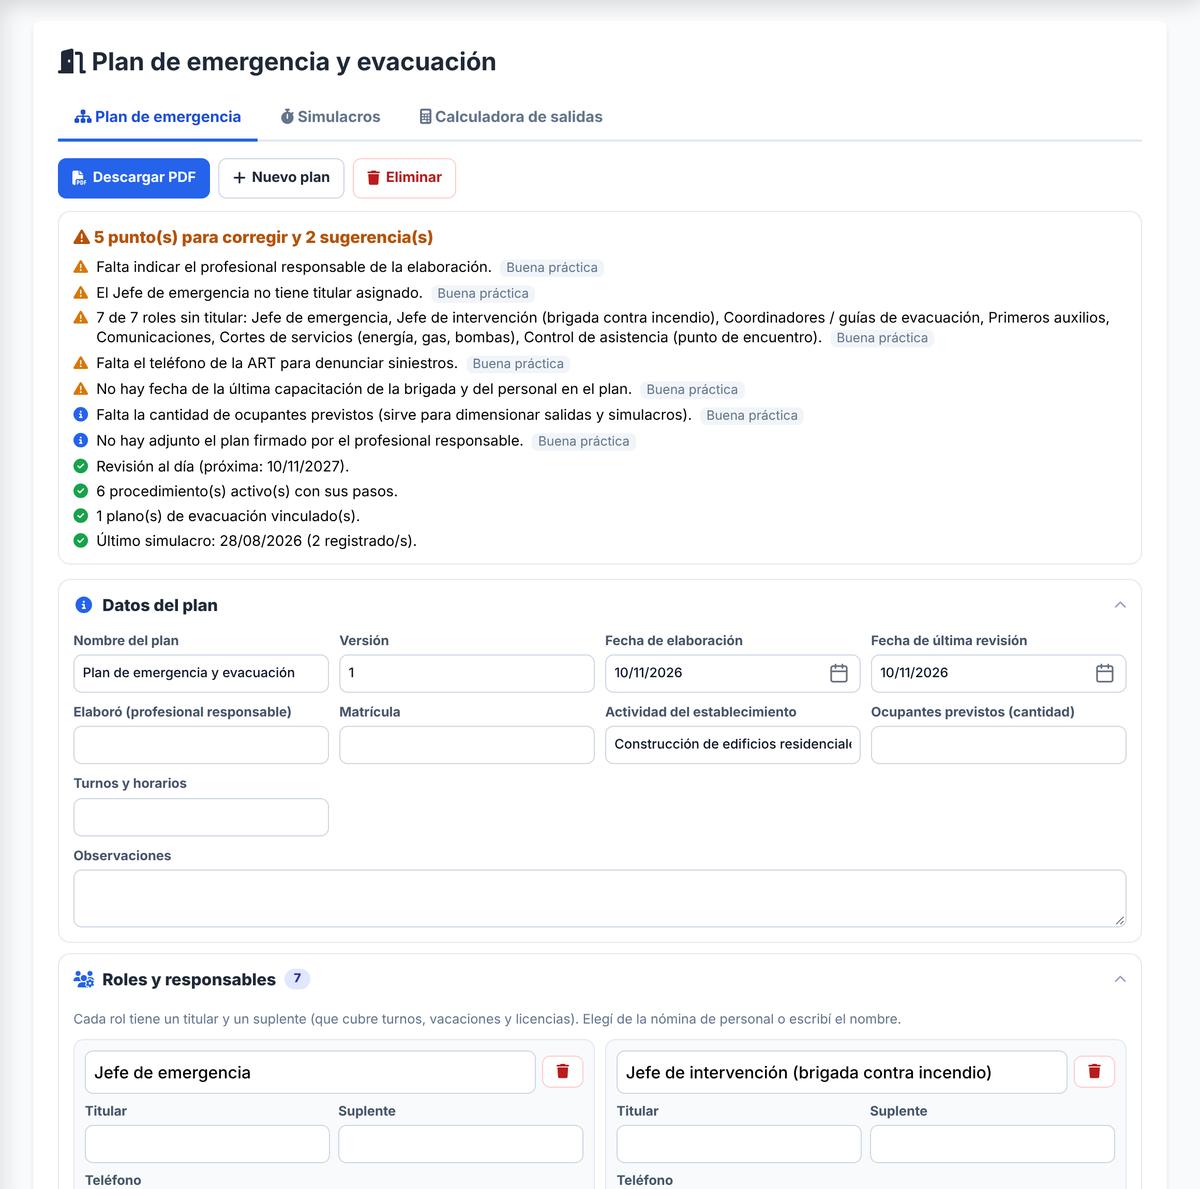 Plan de emergencia y evacuación
Plan de emergencia
Simulacros
Calculadora de salidas
Descargar PDF
Nuevo plan
Eliminar
5 punto(s) para corregir y 2 sugerencia(s)
Falta indicar el profesional responsable de la elaboración. Buena práctica
El Jefe de emergencia no tiene titular asignado. Buena práctica
7 de 7 roles sin titular: Jefe de emergencia, Jefe de intervención (brigada contra incendio), Coordinadores / guías de evacuación, Primeros auxilios,
Comunicaciones, Cortes de servicios (energía, gas, bombas), Control de asistencia (punto de encuentro). Buena práctica
Falta el teléfono de la ART para denunciar siniestros. Buena práctica
No hay fecha de la última capacitación de la brigada y del personal en el plan. Buena práctica
Falta la cantidad de ocupantes previstos (sirve para dimensionar salidas y simulacros). Buena práctica
No hay adjunto el plan firmado por el profesional responsable. Buena práctica
Revisión al día (próxima: 10/11/2027).
6 procedimiento(s) activo(s) con sus pasos.
1 plano(s) de evacuación vinculado(s).
Último simulacro: 28/08/2026 (2 registrado/s).
Datos del plan
Nombre del plan
Versión
Fecha de elaboración
Fecha de última revisión
Plan de emergencia y evacuación
1
10/11/2026
10/11/2026
Elaboró (profesional responsable)
Matrícula
Actividad del establecimiento
Ocupantes previstos (cantidad)
Construcción de edificios residenciale
Turnos y horarios
Observaciones
Roles y responsables 7
Cada rol tiene un titular y un suplente (que cubre turnos, vacaciones y licencias). Elegí de la nómina de personal o escribí el nombre.
Jefe de emergencia
Jefe de intervención (brigada contra incendio)
Titular
Suplente
Titular
Suplente
Teléfono
Teléfono